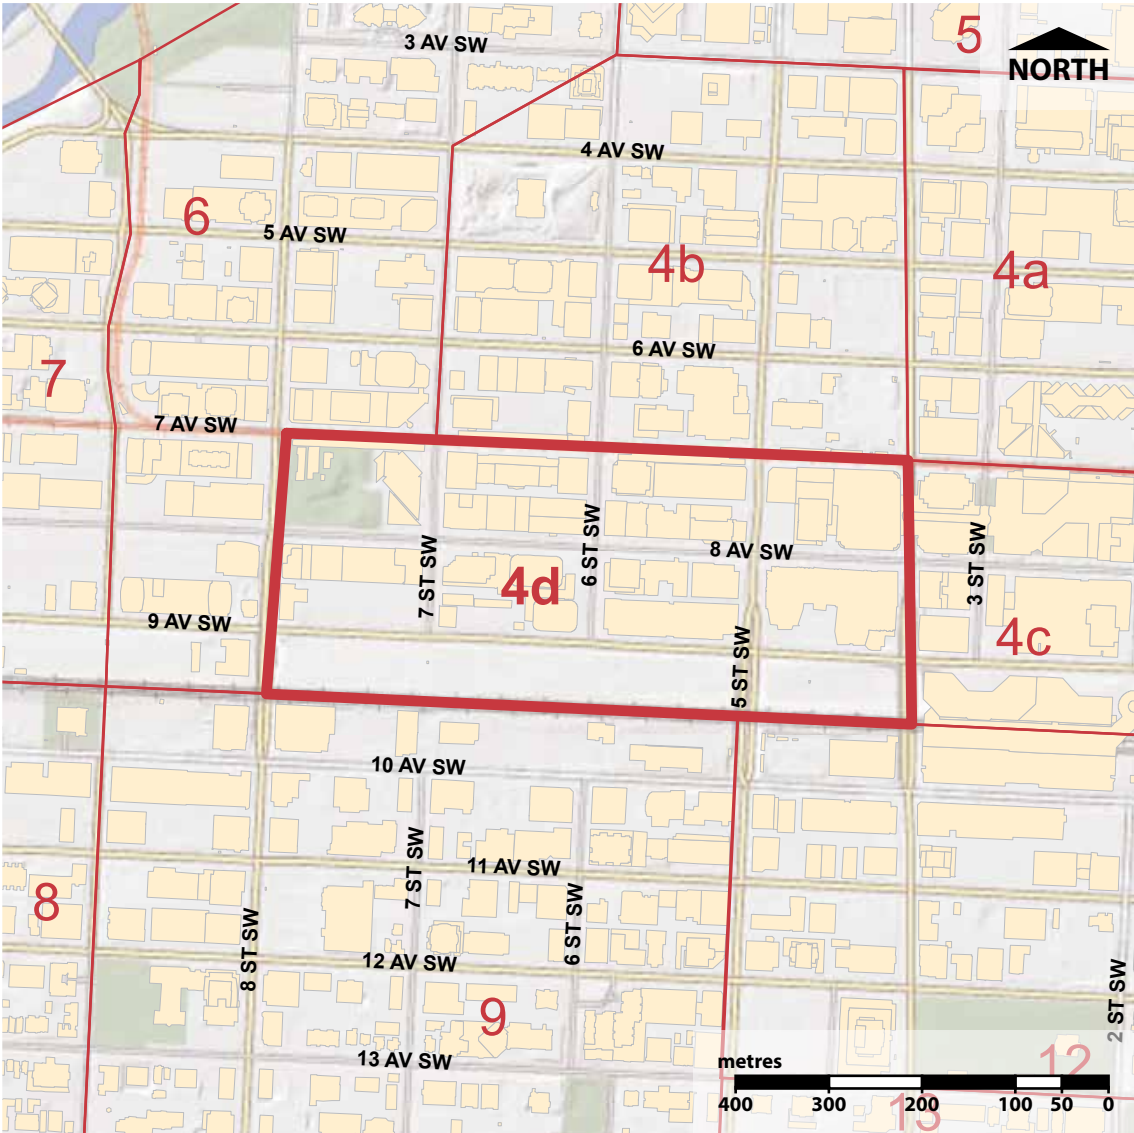 5
3 AV SW
NORTH
4 AV SW
6
5 AV SW
4b
4a
6 AV SW
7
7 AV SW
8 AV SW
6 ST SW
7 ST SW
4d
3 ST SW
9 AV SW
4c
5 ST SW
10 AV SW
11 AV SW
7 ST SW
8
6 ST SW
8 ST SW
12 AV SW
2 ST SW
9
13 AV SW
12
metres
400 300 200 100 50 0
13